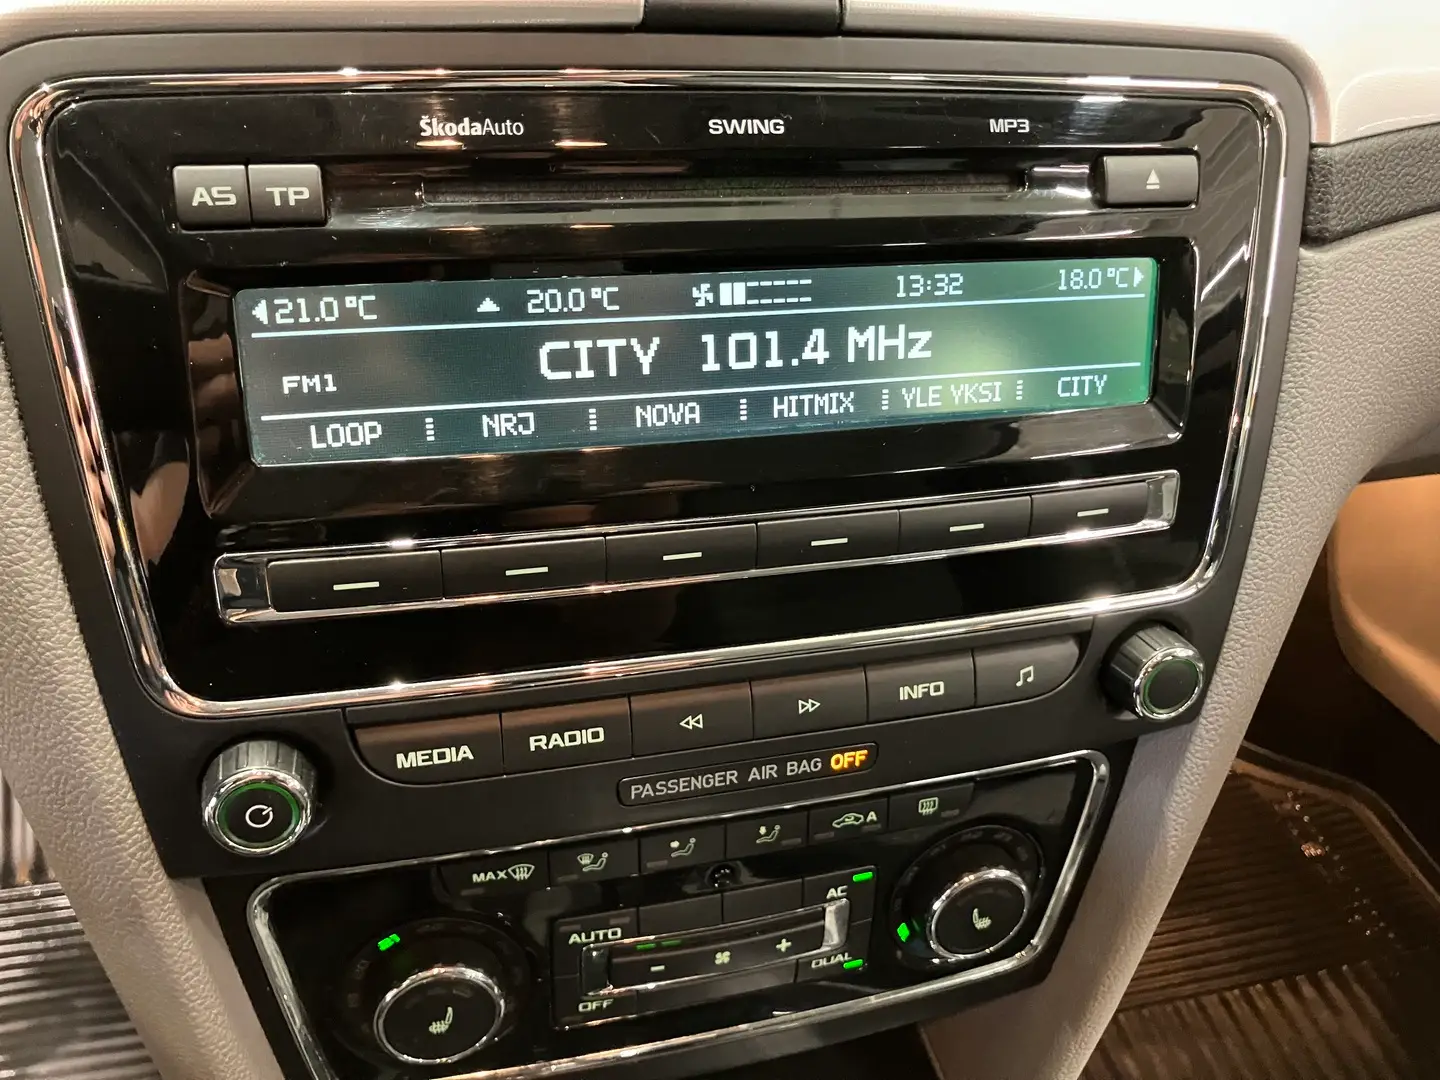 ŠkodaAuto SWING MP3
AS TP
21.0°C 20.0°C 13:32 18.0°C
CITY 101.4 MHz
FM1
LOOP NRJ NOVA HITMIX YLE YKSI CITY
MEDIA RADIO INFO
PASSENGER AIR BAG OFF
MAX A
AC
AUTO
- +
DUAL
OFF